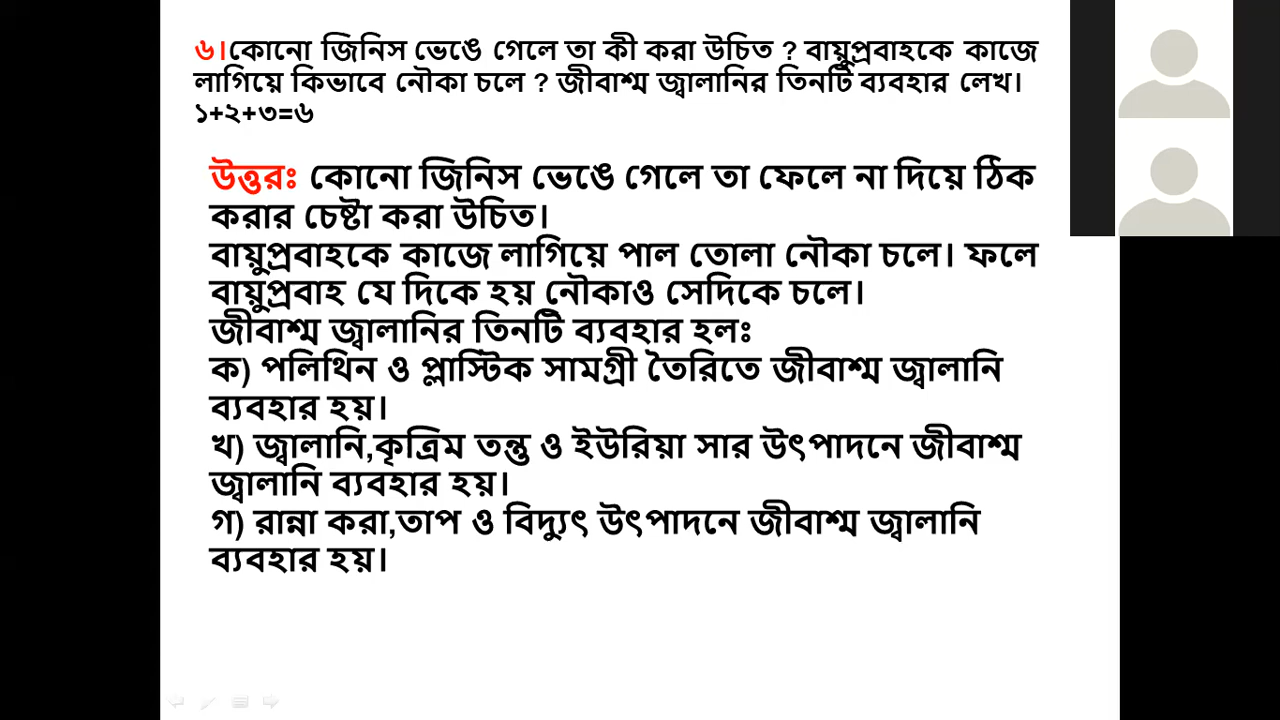 ৬।কোনো জিনিস ভেঙে গেলে তা কী করা উচিত ? বায়ুপ্রবাহকে কাজে
লাগিয়ে কিভাবে নৌকা চলে ? জীবাশ্ম জ্বালানির তিনটি ব্যবহার লেখ।
১+২+৩=৬
উত্তরঃ কোনো জিনিস ভেঙে গেলে তা ফেলে না দিয়ে ঠিক
করার চেষ্টা করা উচিত।
বায়ুপ্রবাহকে কাজে লাগিয়ে পাল তোলা নৌকা চলে। ফলে
বায়ুপ্রবাহ যে দিকে হয় নৌকাও সেদিকে চলে।
জীবাশ্ম জ্বালানির তিনটি ব্যবহার হলঃ
ক) পলিথিন ও প্লাস্টিক সামগ্রী তৈরিতে জীবাশ্ম জ্বালানি
ব্যবহার হয়।
খ) জ্বালানি,কৃত্রিম তন্তু ও ইউরিয়া সার উৎপাদনে জীবাশ্ম
জ্বালানি ব্যবহার হয়।
গ) রান্না করা,তাপ ও বিদ্যুৎ উৎপাদনে জীবাশ্ম জ্বালানি
ব্যবহার হয়।